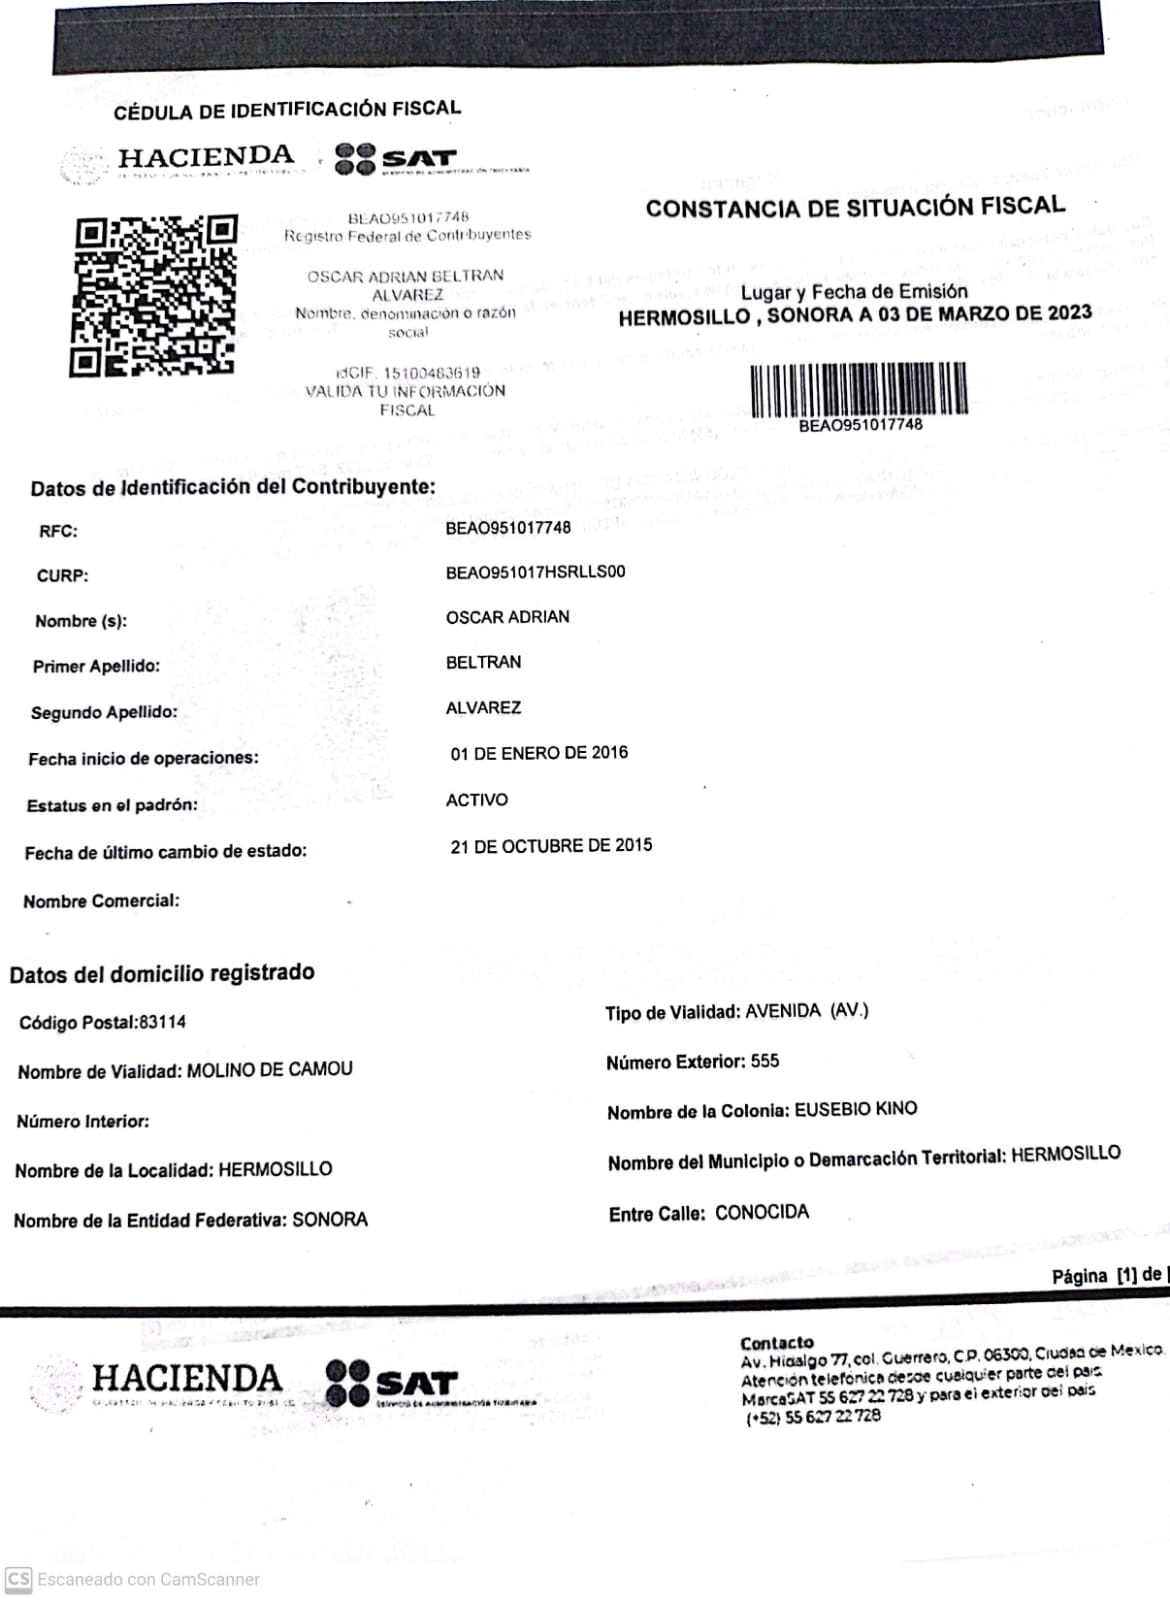 CÉDULA DE IDENTIFICACIÓN FISCAL
HACIENDA
SAT
BEAO951017748
Registro Federal de Contribuyentes
OSCAR ADRIAN BELTRAN
ALVAREZ
Nombre, denominación o razón
social
idCIF: 15100483619
VALIDA TU INFORMACIÓN
FISCAL
CONSTANCIA DE SITUACIÓN FISCAL
Lugar y Fecha de Emisión
HERMOSILLO , SONORA A 03 DE MARZO DE 2023
BEAO951017748
Datos de Identificación del Contribuyente:
RFC: BEAO951017748
CURP: BEAO951017HSRLLS00
Nombre (s): OSCAR ADRIAN
Primer Apellido: BELTRAN
Segundo Apellido: ALVAREZ
Fecha inicio de operaciones: 01 DE ENERO DE 2016
Estatus en el padrón: ACTIVO
Fecha de último cambio de estado: 21 DE OCTUBRE DE 2015
Nombre Comercial:
Datos del domicilio registrado
Código Postal:83114 Tipo de Vialidad: AVENIDA (AV.)
Nombre de Vialidad: MOLINO DE CAMOU Número Exterior: 555
Número Interior: Nombre de la Colonia: EUSEBIO KINO
Nombre de la Localidad: HERMOSILLO Nombre del Municipio o Demarcación Territorial: HERMOSILLO
Nombre de la Entidad Federativa: SONORA Entre Calle: CONOCIDA
Página [1] de
HACIENDA
SAT
SERVICIO DE ADMINISTRACIÓN TRIBUTARIA
Contacto
Av. Hidalgo 77, col. Guerrero, C.P. 06300, Ciudad de México.
Atención telefónica desde cualquier parte del país
MarcaSAT 55 627 22 728 y para el exterior del país
(+52) 55 627 22 728
CS Escaneado con CamScanner